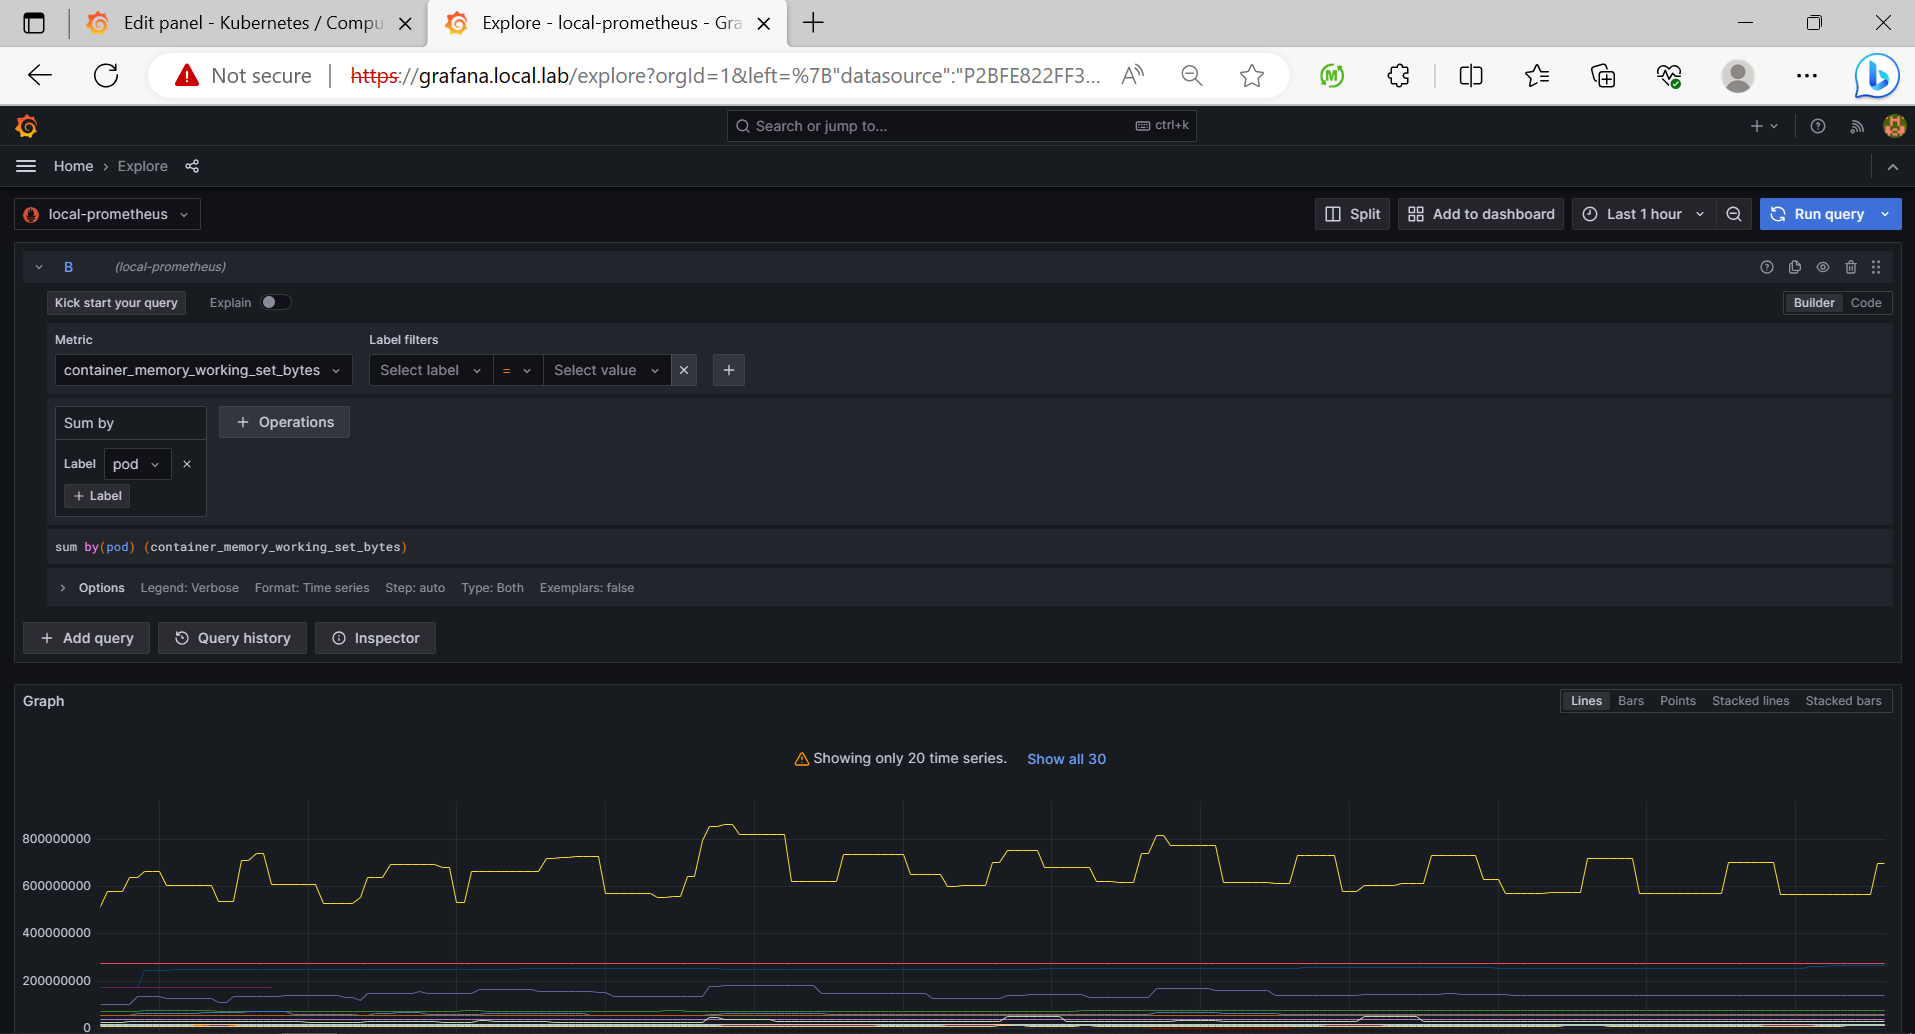 Edit panel - Kubernetes / Compu
Explore - local-prometheus - Gra
Not secure
https://grafana.local.lab/explore?orgId=1&left=%7B"datasource":"P2BFE822FF3...
Search or jump to...
ctrl+k
Home › Explore
local-prometheus
Split
Add to dashboard
Last 1 hour
Run query
B
(local-prometheus)
Kick start your query
Explain
Builder
Code
Metric
Label filters
container_memory_working_set_bytes
Select label
=
Select value
Sum by
+ Operations
Label
pod
+ Label
sum by(pod) (container_memory_working_set_bytes)
Options
Legend: Verbose
Format: Time series
Step: auto
Type: Both
Exemplars: false
+ Add query
Query history
Inspector
Graph
Lines
Bars
Points
Stacked lines
Stacked bars
Showing only 20 time series.
Show all 30
800000000
600000000
400000000
200000000
0